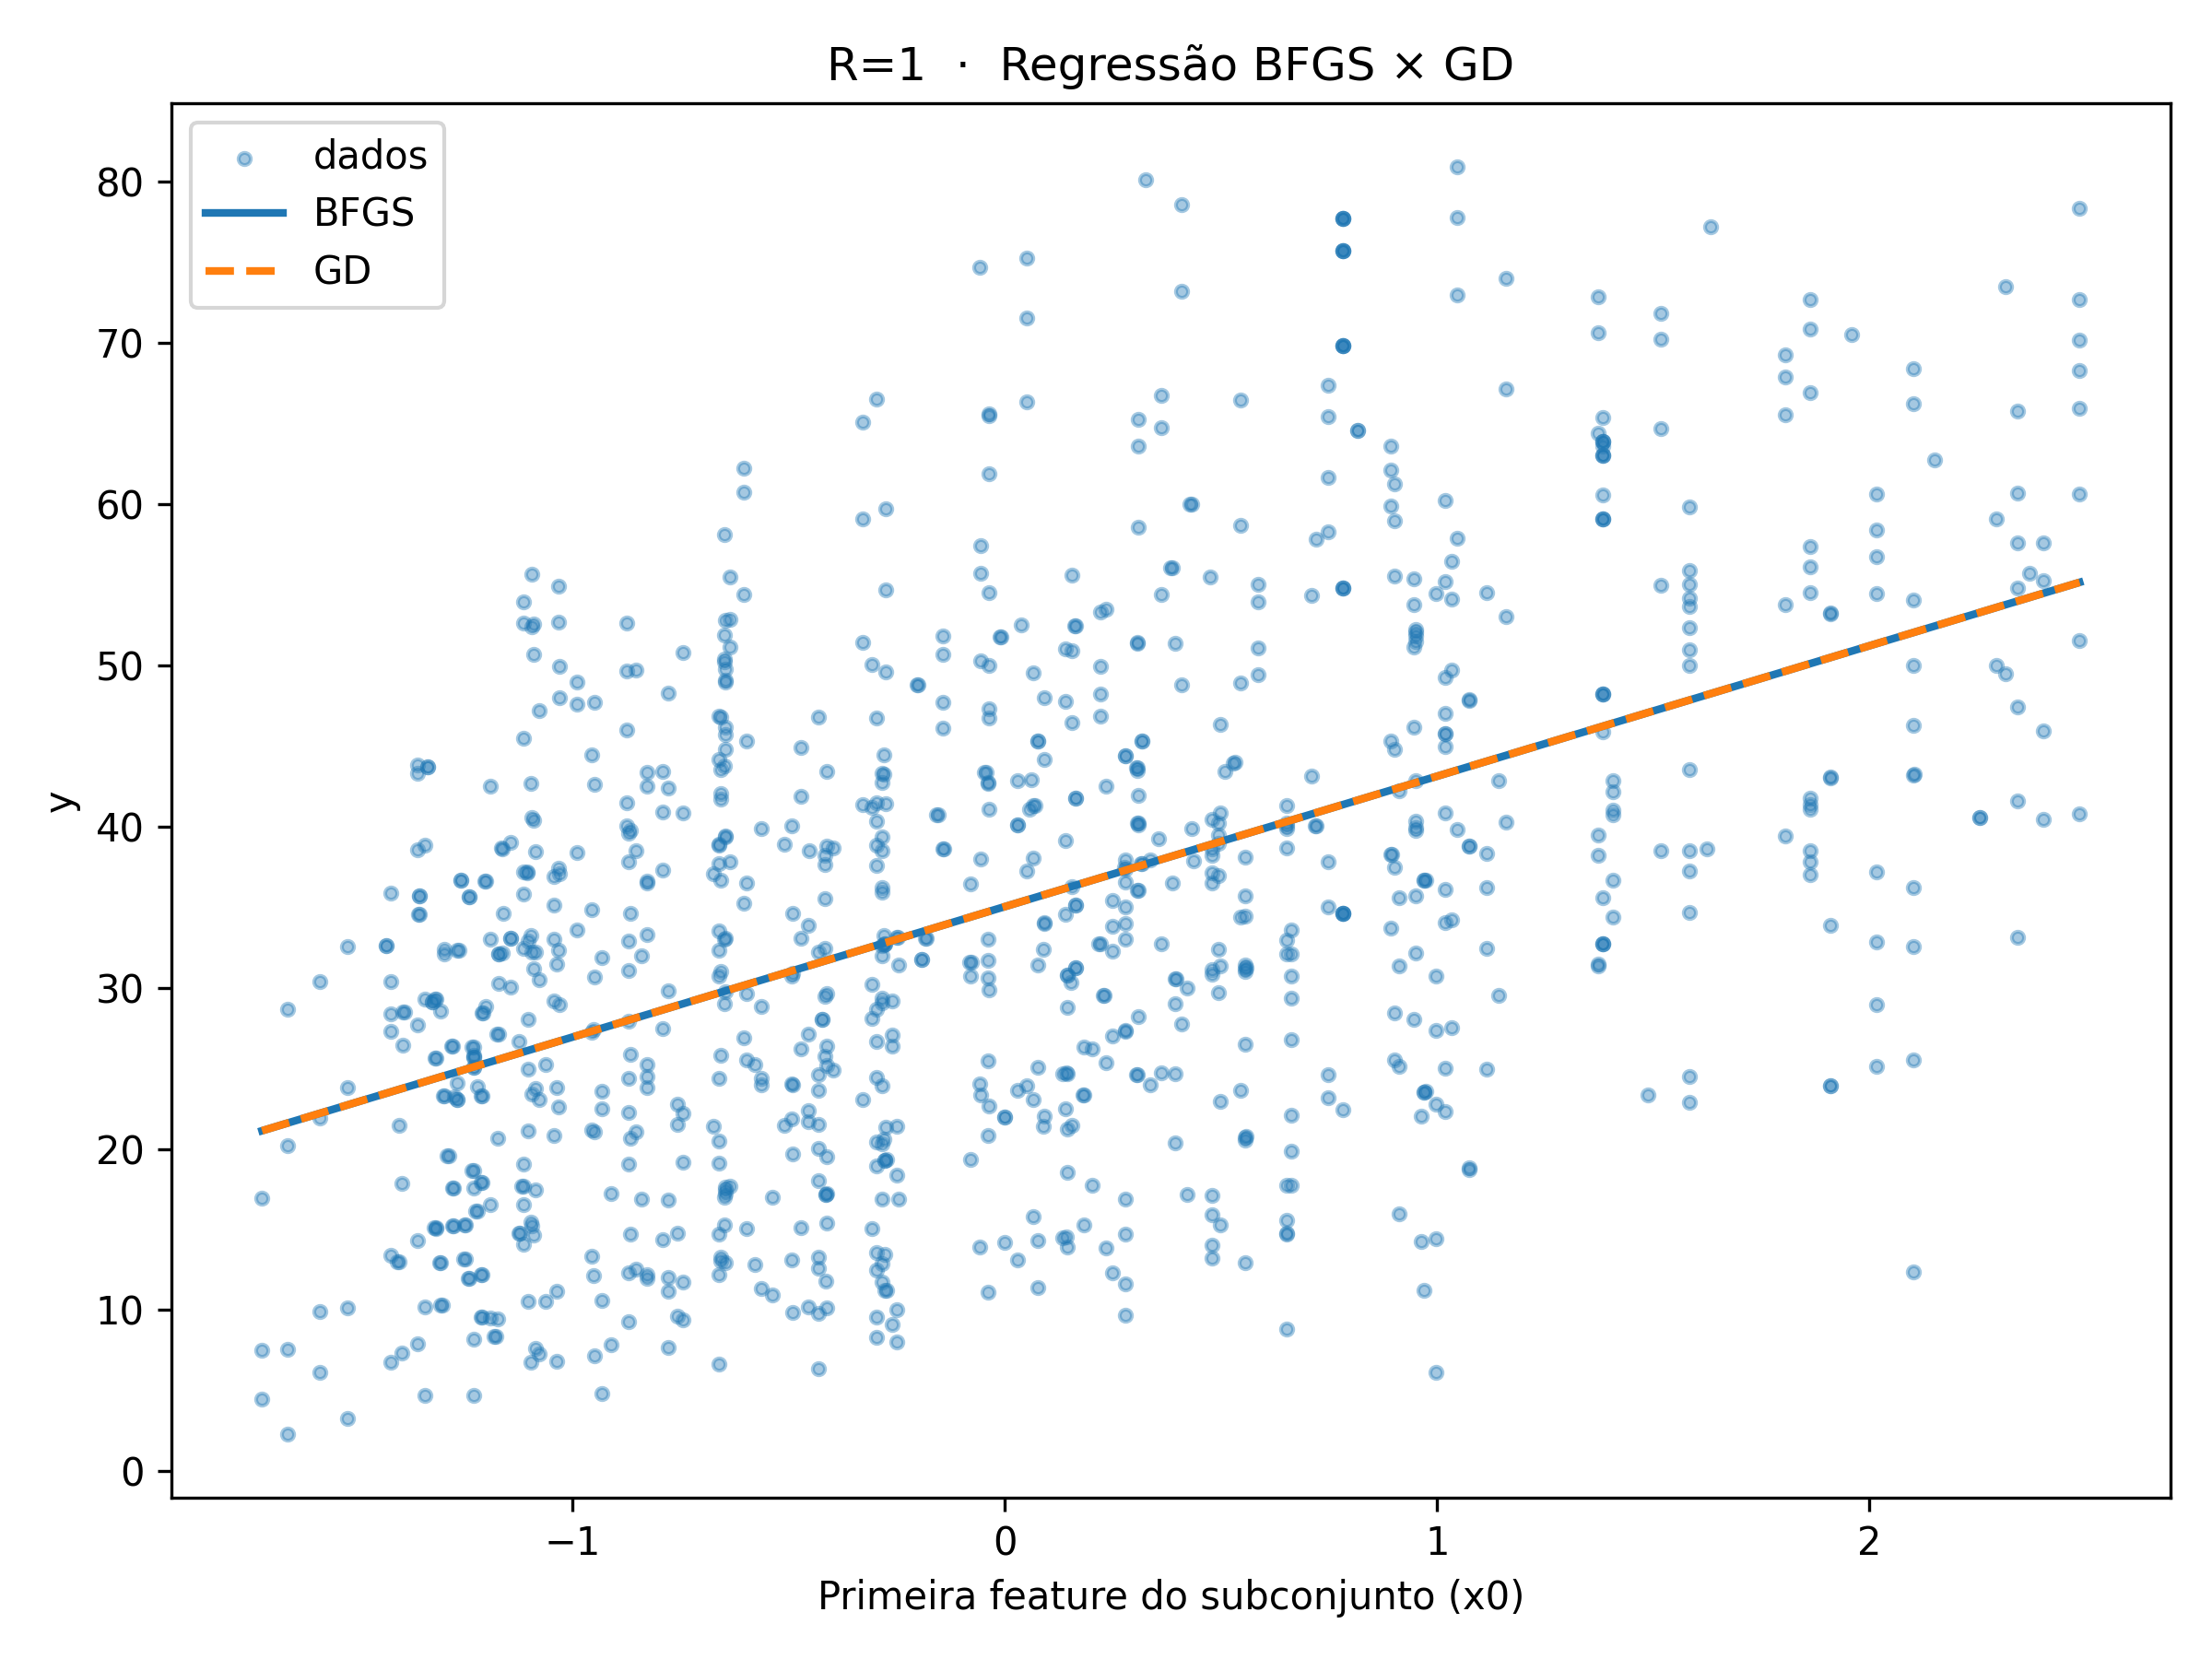 R=1 · Regressão BFGS × GD
dados
BFGS
GD
80
70
60
50
40
30
20
10
0
y
−1
0
1
2
Primeira feature do subconjunto (x0)